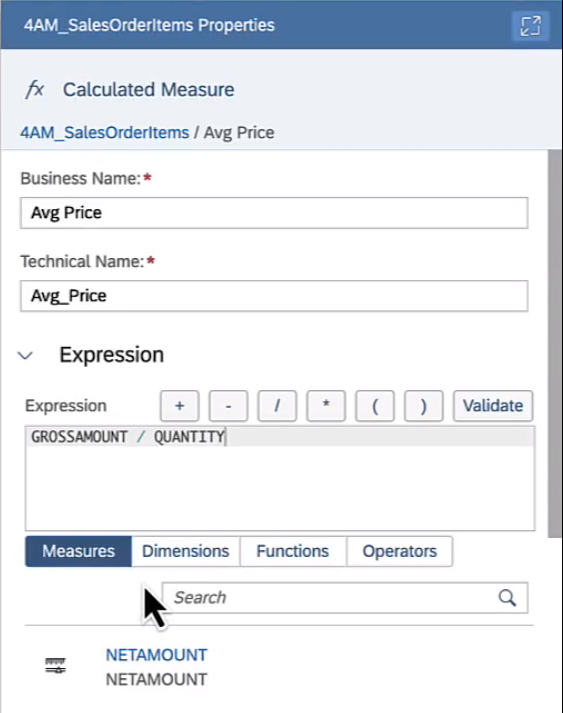 4AM_SalesOrderItems Properties
fx Calculated Measure
4AM_SalesOrderItems / Avg Price
Business Name:*
Avg Price
Technical Name:*
Avg_Price
Expression
Expression + - / * ( ) Validate
GROSSAMOUNT / QUANTITY
Measures Dimensions Functions Operators
Search
NETAMOUNT
NETAMOUNT